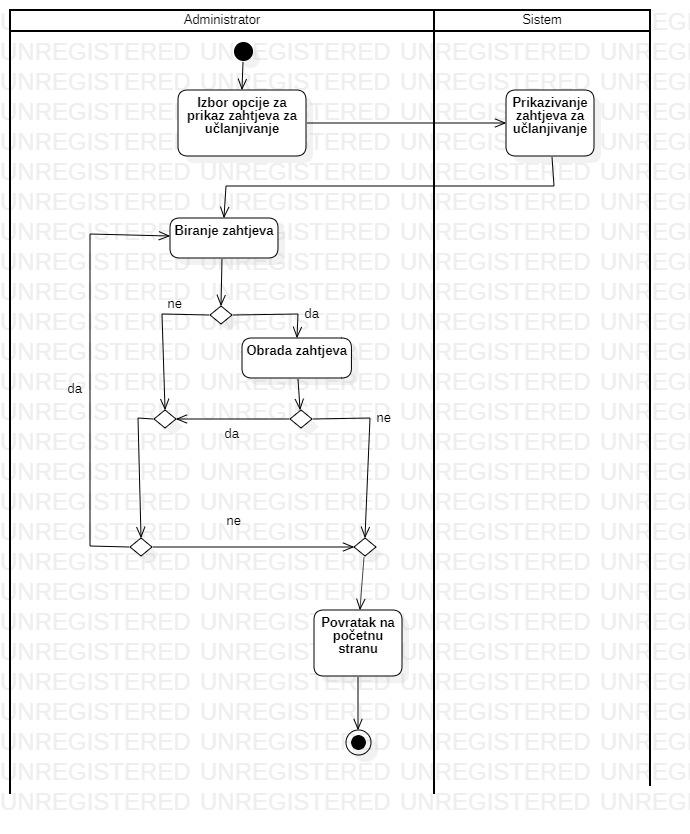 Administrator
Sistem
Izbor opcije za
prikaz zahtjeva za
učlanjivanje
Prikazivanje
zahtjeva za
učlanjivanje
Biranje zahtjeva
ne
da
Obrada zahtjeva
da
ne
da
ne
Povratak na
početnu
stranu
UNREGISTERED